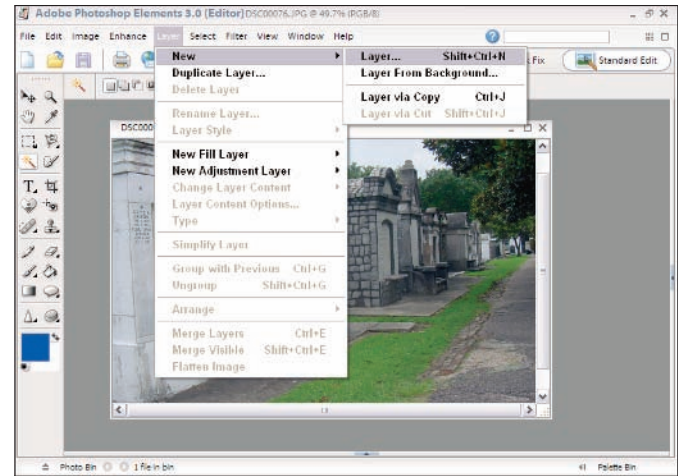 Adobe Photoshop Elements 3.0 (Editor) DSC00076.JPG @ 49.7% (RGB/8)
File Edit Image Enhance Layer Select Filter View Window Help
Fix Standard Edit
New
Duplicate Layer...
Delete Layer
Rename Layer...
Layer Style
New Fill Layer
New Adjustment Layer
Change Layer Content
Layer Content Options...
Type
Simplify Layer
Group with Previous Ctrl+G
Ungroup Shift+Ctrl+G
Arrange
Merge Layers Ctrl+E
Merge Visible Shift+Ctrl+E
Flatten Image
Layer... Shift+Ctrl+N
Layer From Background...
Layer via Copy Ctrl+J
Layer via Cut Shift+Ctrl+J
DSC000
Photo Bin 1 file in bin Palette Bin